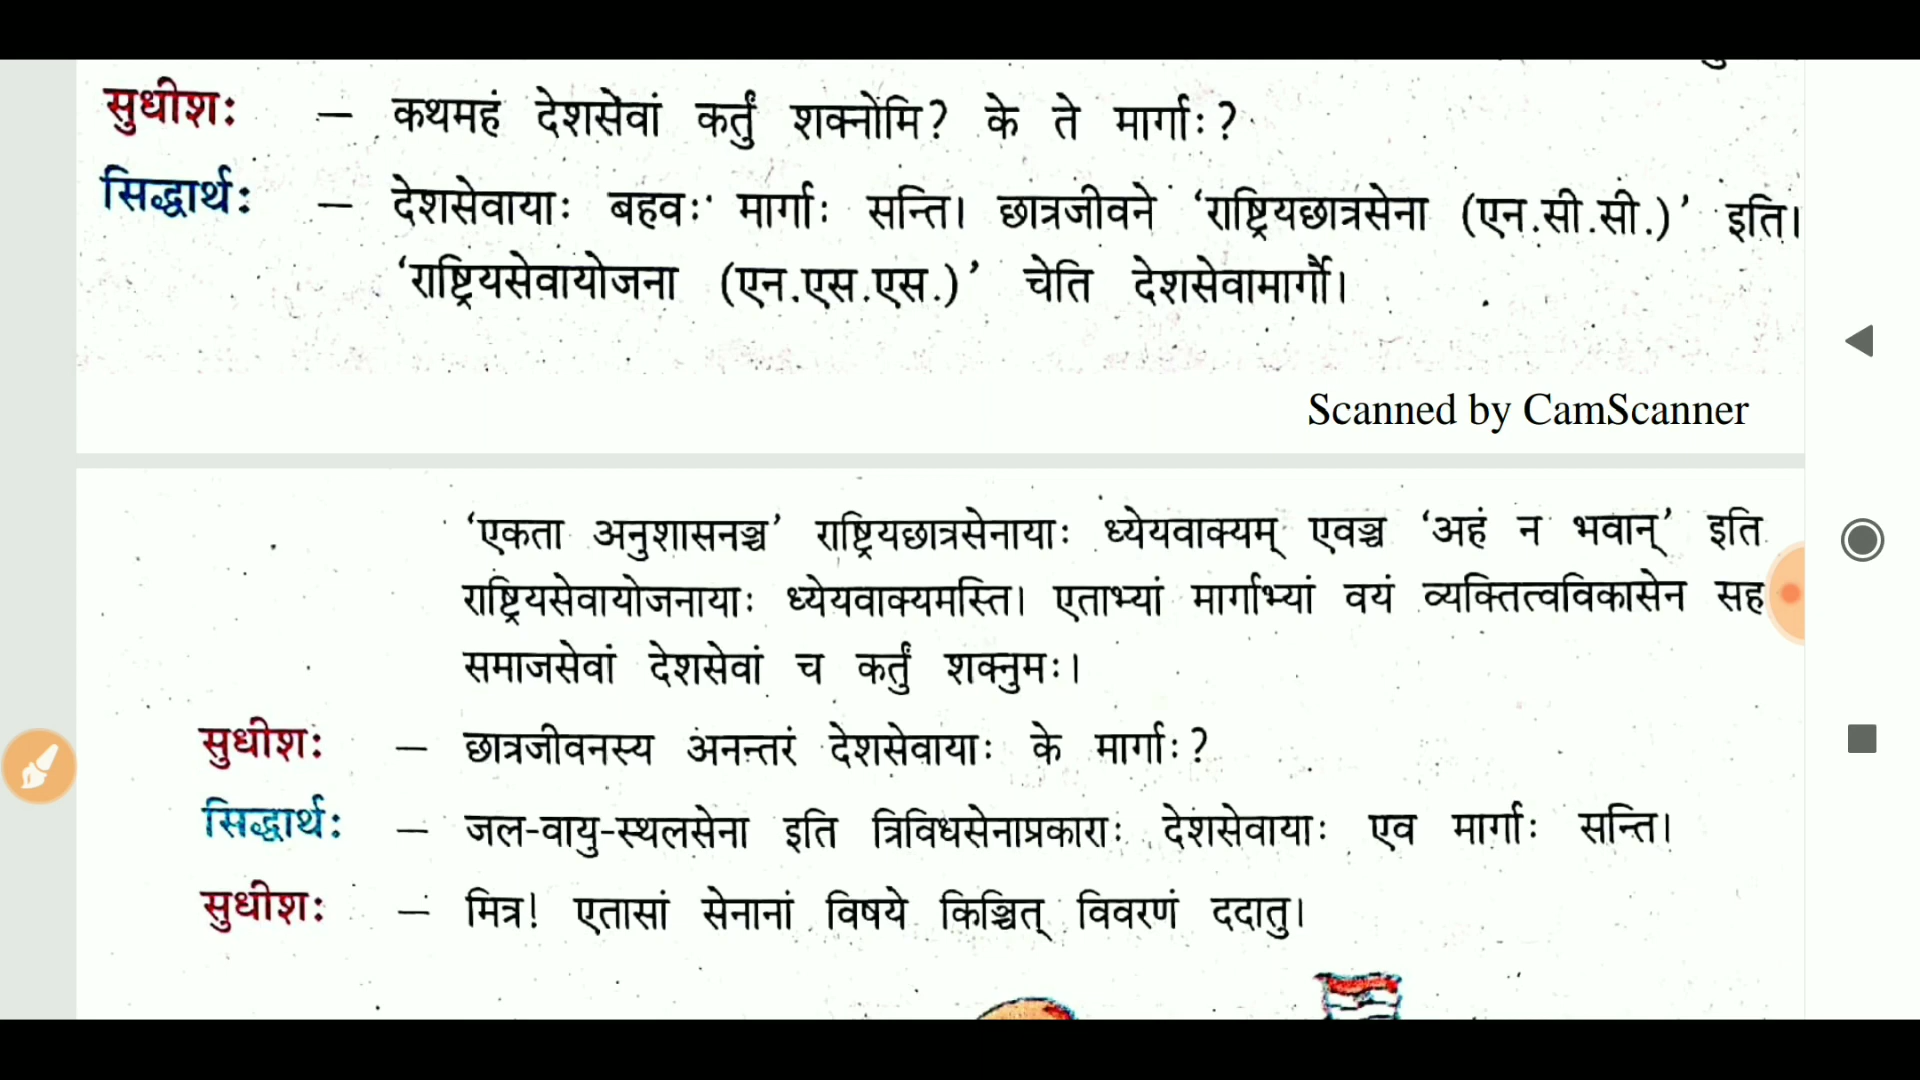 सुधीशः – कथमहं देशसेवां कर्तुं शक्नोमि? के ते मार्गाः?
सिद्धार्थः – देशसेवायाः बहवः मार्गाः सन्ति। छात्रजीवने ‘राष्ट्रियछात्रसेना (एन.सी.सी.)’ इति।
‘राष्ट्रियसेवायोजना (एन.एस.एस.)’ चेति देशसेवामार्गौ।
Scanned by CamScanner
‘एकता अनुशासनञ्च’ राष्ट्रियछात्रसेनायाः ध्येयवाक्यम् एवञ्च ‘अहं न भवान्’ इति
राष्ट्रियसेवायोजनायाः ध्येयवाक्यमस्ति। एताभ्यां मार्गाभ्यां वयं व्यक्तित्वविकासेन सह
समाजसेवां देशसेवां च कर्तुं शक्नुमः।
सुधीशः – छात्रजीवनस्य अनन्तरं देशसेवायाः के मार्गाः?
सिद्धार्थः – जल-वायु-स्थलसेना इति त्रिविधसेनाप्रकाराः देशसेवायाः एव मार्गाः सन्ति।
सुधीशः – मित्र! एतासां सेनानां विषये किञ्चित् विवरणं ददातु।